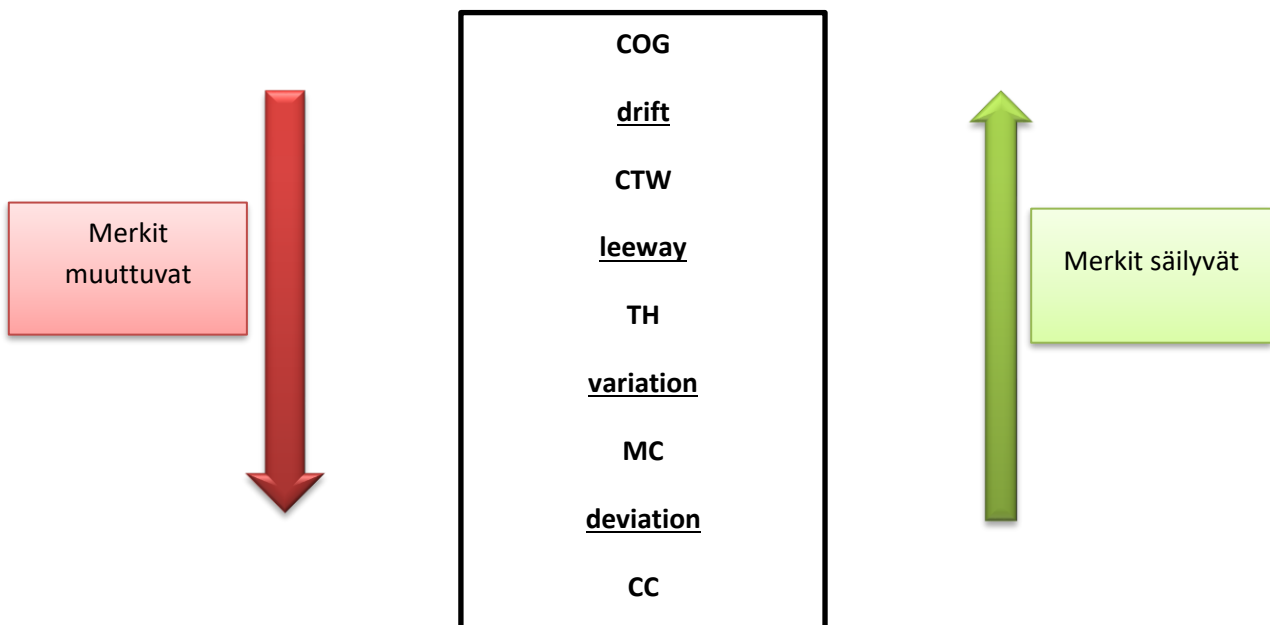 COG
drift
CTW
leeway
TH
variation
MC
deviation
CC
Merkit
muuttuvat
Merkit säilyvät